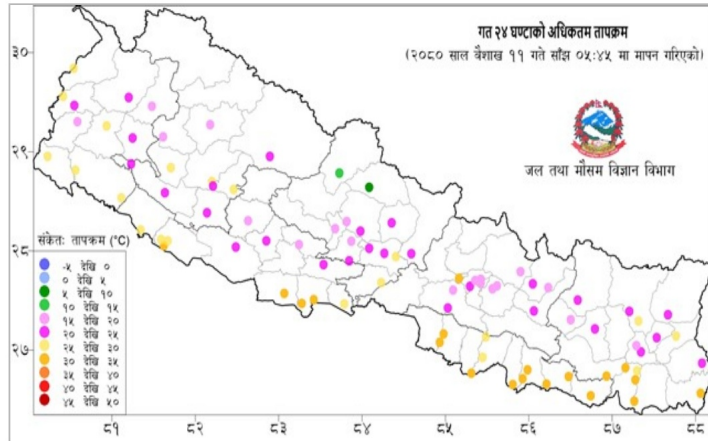 गत २४ घण्टाको अधिकतम तापक्रम
(२०८० साल वैशाख ११ गते साँझ ०५:४५ मा मापन गरिएको)
जल तथा मौसम विज्ञान विभाग
३०
२९
२८
२७
संकेतः तापक्रम (°C)
-५ देखि ०
० देखि ५
५ देखि १०
१० देखि १५
१५ देखि २०
२० देखि २५
२५ देखि ३०
३० देखि ३५
३५ देखि ४०
४० देखि ४५
४५ देखि ५०
८१ ८२ ८३ ८४ ८५ ८६ ८७ ८८